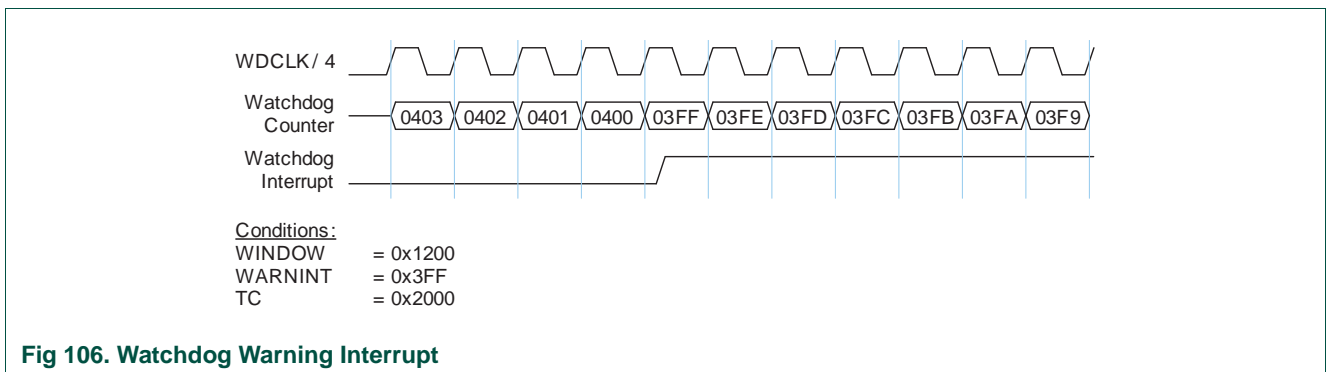 WDCLK / 4
Watchdog
Counter
0403 0402 0401 0400 03FF 03FE 03FD 03FC 03FB 03FA 03F9
Watchdog
Interrupt
Conditions:
WINDOW = 0x1200
WARNINT = 0x3FF
TC = 0x2000
Fig 106. Watchdog Warning Interrupt